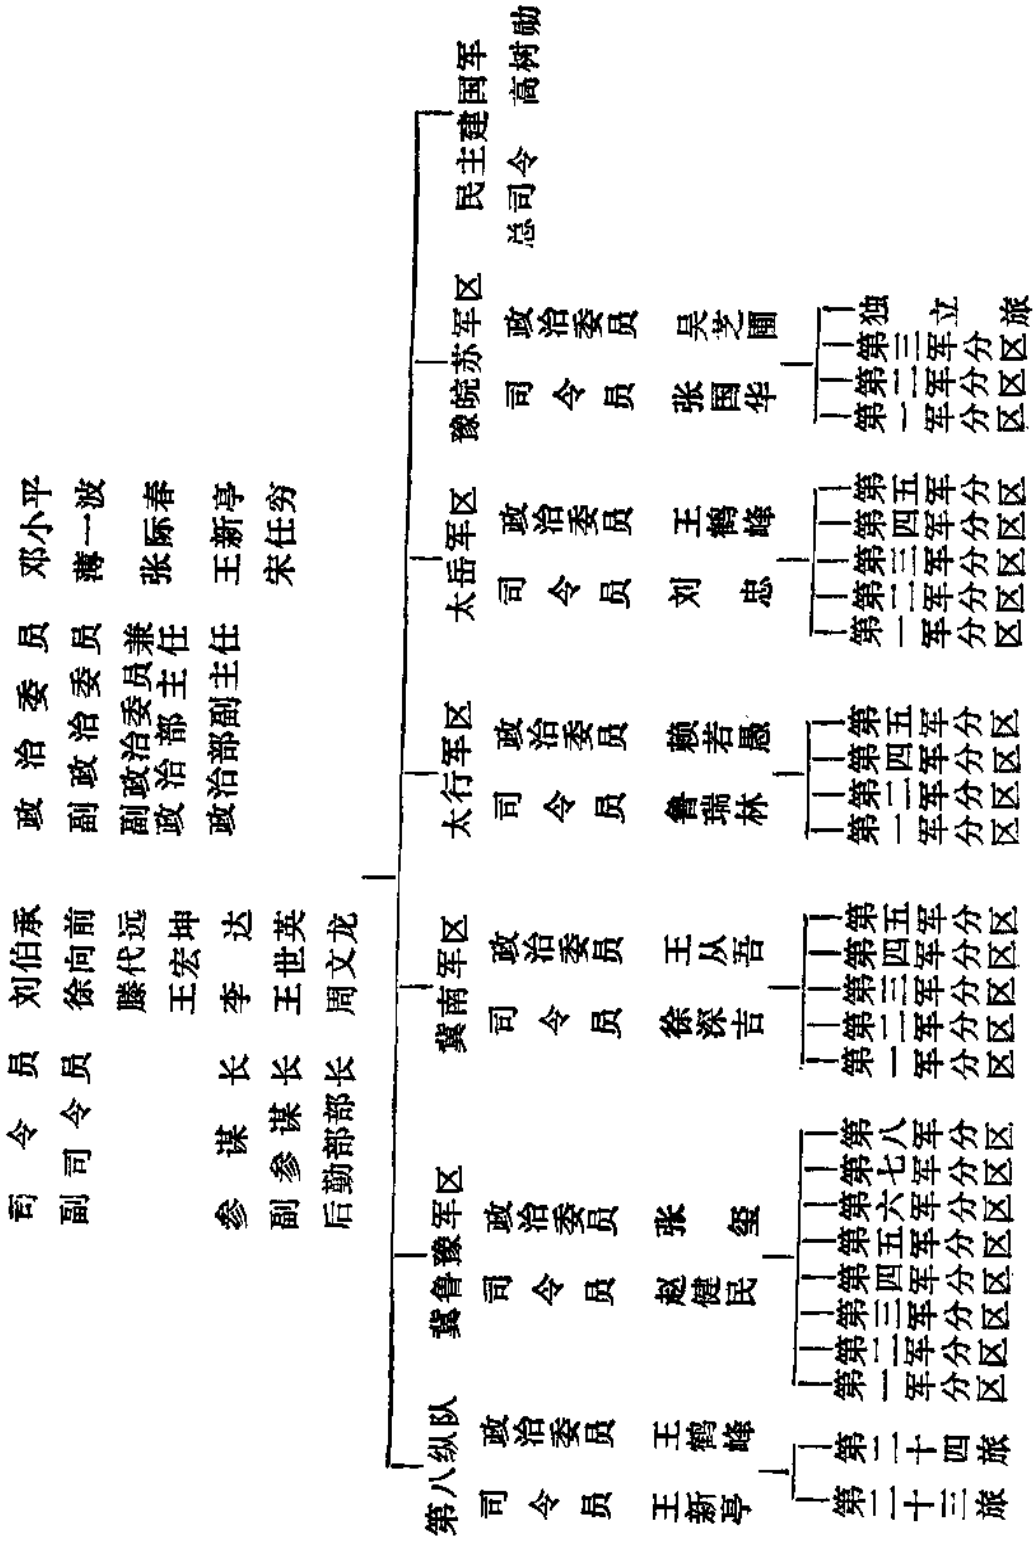 司令员 刘伯承 政治委员 邓小平
副司令员 徐向前 副政治委员 薄一波
滕代远 副政治委员兼政治部主任 张际春
王宏坤
参谋长 李达 政治部副主任 王新亭
副参谋长 王世英 宋任穷
后勤部部长 周文龙
第八纵队
司令员 王新亭
政治委员 王鹤峰
第二十三旅
第二十四旅
冀鲁豫军区
司令员 赵健民
政治委员 张玺
第一军分区
第二军分区
第三军分区
第四军分区
第五军分区
第六军分区
第七军分区
第八军分区
冀南军区
司令员 徐深吉
政治委员 王从吾
第一军分区
第二军分区
第三军分区
第四军分区
第五军分区
太行军区
司令员 鲁瑞林
政治委员 赖若愚
第一军分区
第二军分区
第四军分区
第五军分区
太岳军区
司令员 刘忠
政治委员 王鹤峰
第一军分区
第二军分区
第三军分区
第四军分区
第五军分区
豫皖苏军区
司令员 张国华
政治委员 吴芝圃
第一军分区
第二军分区
第三军分区
独立旅
民主建国军
总司令 高树勋